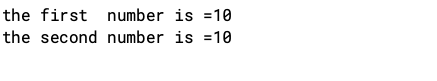 the first  number is =10
the second number is =10